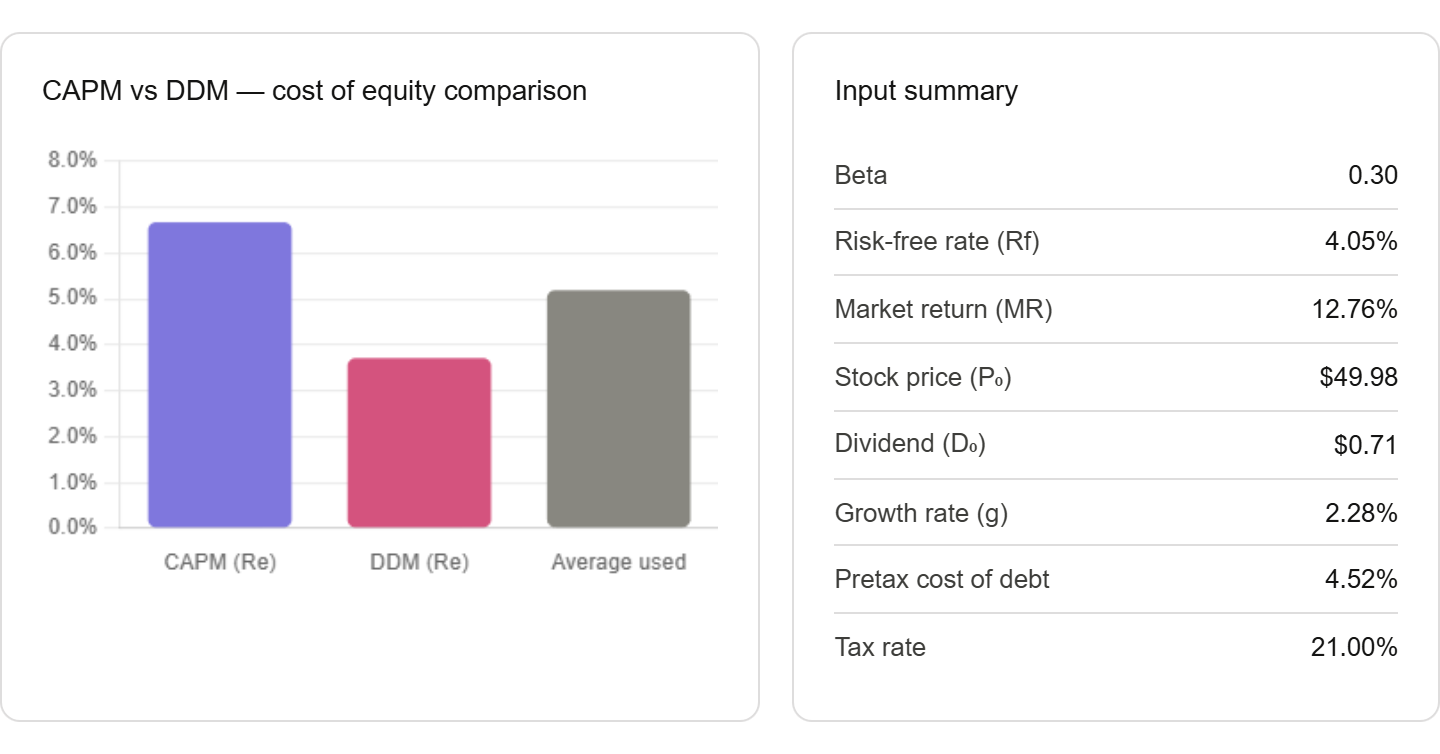 CAPM vs DDM — cost of equity comparison
8.0%
7.0%
6.0%
5.0%
4.0%
3.0%
2.0%
1.0%
0.0%
CAPM (Re)
DDM (Re)
Average used
Input summary
Beta 0.30
Risk-free rate (Rf) 4.05%
Market return (MR) 12.76%
Stock price (P₀) $49.98
Dividend (D₀) $0.71
Growth rate (g) 2.28%
Pretax cost of debt 4.52%
Tax rate 21.00%